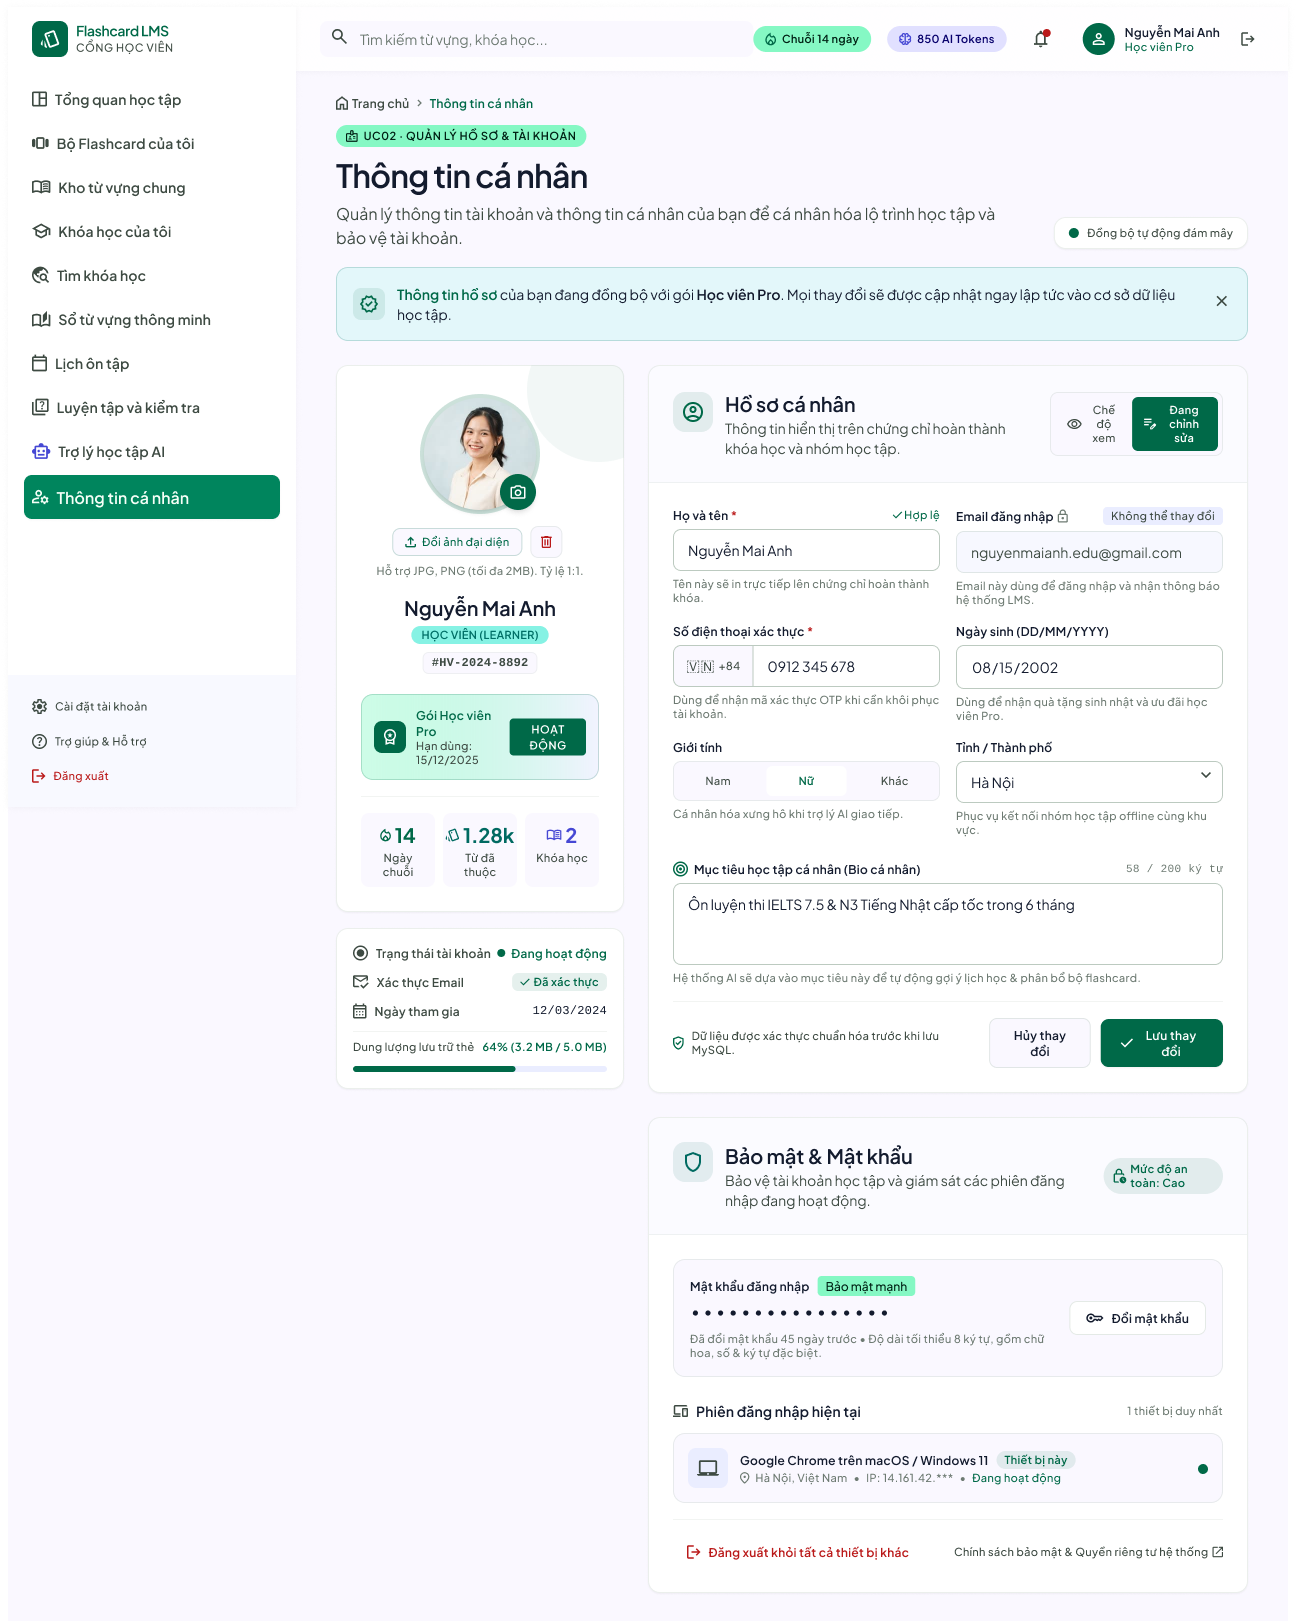 Flashcard LMS
CỔNG HỌC VIÊN
Tổng quan học tập
Bộ Flashcard của tôi
Kho từ vựng chung
Khóa học của tôi
Tìm khóa học
Sổ từ vựng thông minh
Lịch ôn tập
Luyện tập và kiểm tra
Trợ lý học tập AI
Thông tin cá nhân
Cài đặt tài khoản
Trợ giúp & Hỗ trợ
Đăng xuất
Tìm kiếm từ vựng, khóa học...
Chuỗi 14 ngày
850 AI Tokens
Nguyễn Mai Anh
Học viên Pro
Trang chủ
Thông tin cá nhân
UC02 · QUẢN LÝ HỒ SƠ & TÀI KHOẢN
Thông tin cá nhân
Quản lý thông tin tài khoản và thông tin cá nhân của bạn để cá nhân hóa lộ trình học tập và
bảo vệ tài khoản.
Đồng bộ tự động đám mây
Thông tin hồ sơ của bạn đang đồng bộ với gói Học viên Pro. Mọi thay đổi sẽ được cập nhật ngay lập tức vào cơ sở dữ liệu
học tập.
Đổi ảnh đại diện
Hỗ trợ JPG, PNG (tối đa 2MB). Tỷ lệ 1:1.
Nguyễn Mai Anh
HỌC VIÊN (LEARNER)
#HV-2024-8892
Gói Học viên
Pro
Hạn dùng:
15/12/2025
HOẠT
ĐỘNG
14
Ngày
chuỗi
1.28k
Từ đã
thuộc
2
Khóa học
Trạng thái tài khoản
Đang hoạt động
Xác thực Email
Đã xác thực
Ngày tham gia
12/03/2024
Dung lượng lưu trữ thẻ
64% (3.2 MB / 5.0 MB)
Hồ sơ cá nhân
Thông tin hiển thị trên chứng chỉ hoàn thành
khóa học và nhóm học tập.
Chế
độ
xem
Đang
chỉnh
sửa
Họ và tên *
Hợp lệ
Nguyễn Mai Anh
Tên này sẽ in trực tiếp lên chứng chỉ hoàn thành
khóa.
Email đăng nhập
Không thể thay đổi
nguyenmaianh.edu@gmail.com
Email này dùng để đăng nhập và nhận thông báo
hệ thống LMS.
Số điện thoại xác thực *
🇻🇳 +84
0912 345 678
Dùng để nhận mã xác thực OTP khi cần khôi phục
tài khoản.
Ngày sinh (DD/MM/YYYY)
08/15/2002
Dùng để nhận quà tặng sinh nhật và ưu đãi học
viên Pro.
Giới tính
Nam
Nữ
Khác
Cá nhân hóa xưng hô khi trợ lý AI giao tiếp.
Tỉnh / Thành phố
Hà Nội
Phục vụ kết nối nhóm học tập offline cùng khu
vực.
Mục tiêu học tập cá nhân (Bio cá nhân)
58 / 200 ký tự
Ôn luyện thi IELTS 7.5 & N3 Tiếng Nhật cấp tốc trong 6 tháng
Hệ thống AI sẽ dựa vào mục tiêu này để tự động gợi ý lịch học & phân bổ bộ flashcard.
Dữ liệu được xác thực chuẩn hóa trước khi lưu
MySQL.
Hủy thay
đổi
Lưu thay
đổi
Bảo mật & Mật khẩu
Bảo vệ tài khoản học tập và giám sát các phiên đăng
nhập đang hoạt động.
Mức độ an
toàn: Cao
Mật khẩu đăng nhập
Bảo mật mạnh
••••••••••••••••
Đã đổi mật khẩu 45 ngày trước • Độ dài tối thiểu 8 ký tự, gồm chữ
hoa, số & ký tự đặc biệt.
Đổi mật khẩu
Phiên đăng nhập hiện tại
1 thiết bị duy nhất
Google Chrome trên macOS / Windows 11
Thiết bị này
Hà Nội, Việt Nam • IP: 14.161.42.*** • Đang hoạt động
Đăng xuất khỏi tất cả thiết bị khác
Chính sách bảo mật & Quyền riêng tư hệ thống